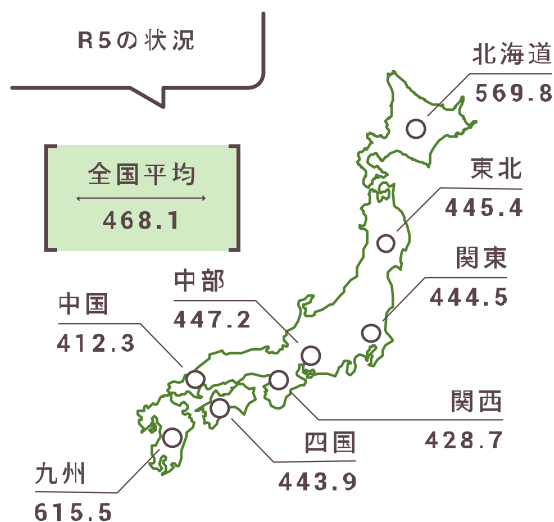 R5の状況
全国平均
468.1
北海道
569.8
東北
445.4
関東
444.5
中部
447.2
中国
412.3
関西
428.7
四国
443.9
九州
615.5